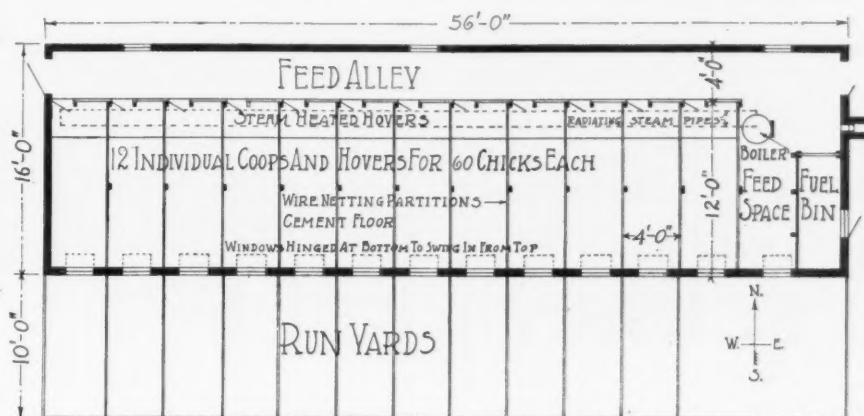 56'-0"
FEED ALLEY
4'-0"
16'-0"
STEAM HEATED HOVERS
RADIATING STEAM PIPES
12 INDIVIDUAL COOPS AND HOVERS FOR 60 CHICKS EACH
BOILER
FEED SPACE
FUEL BIN
WIRE NETTING PARTITIONS
CEMENT FLOOR
12'-0"
4'-0"
WINDOWS HINGED AT BOTTOM TO SWING IN FROM TOP
10'-0"
RUN YARDS
N.
W. E.
S.